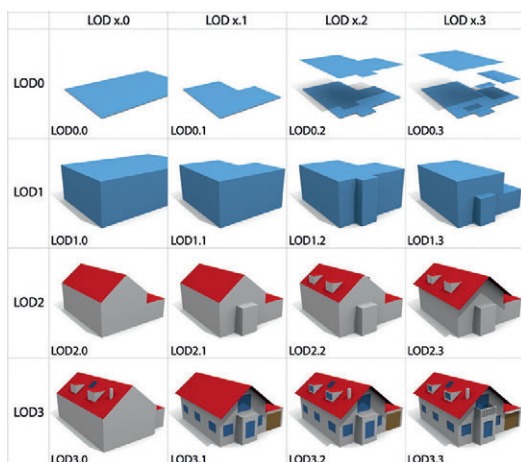 LOD x.0 LOD x.1 LOD x.2 LOD x.3
LOD0
LOD0.0 LOD0.1 LOD0.2 LOD0.3
LOD1
LOD1.0 LOD1.1 LOD1.2 LOD1.3
LOD2
LOD2.0 LOD2.1 LOD2.2 LOD2.3
LOD3
LOD3.0 LOD3.1 LOD3.2 LOD3.3